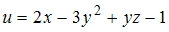 u = 2x − 3y² + yz − 1